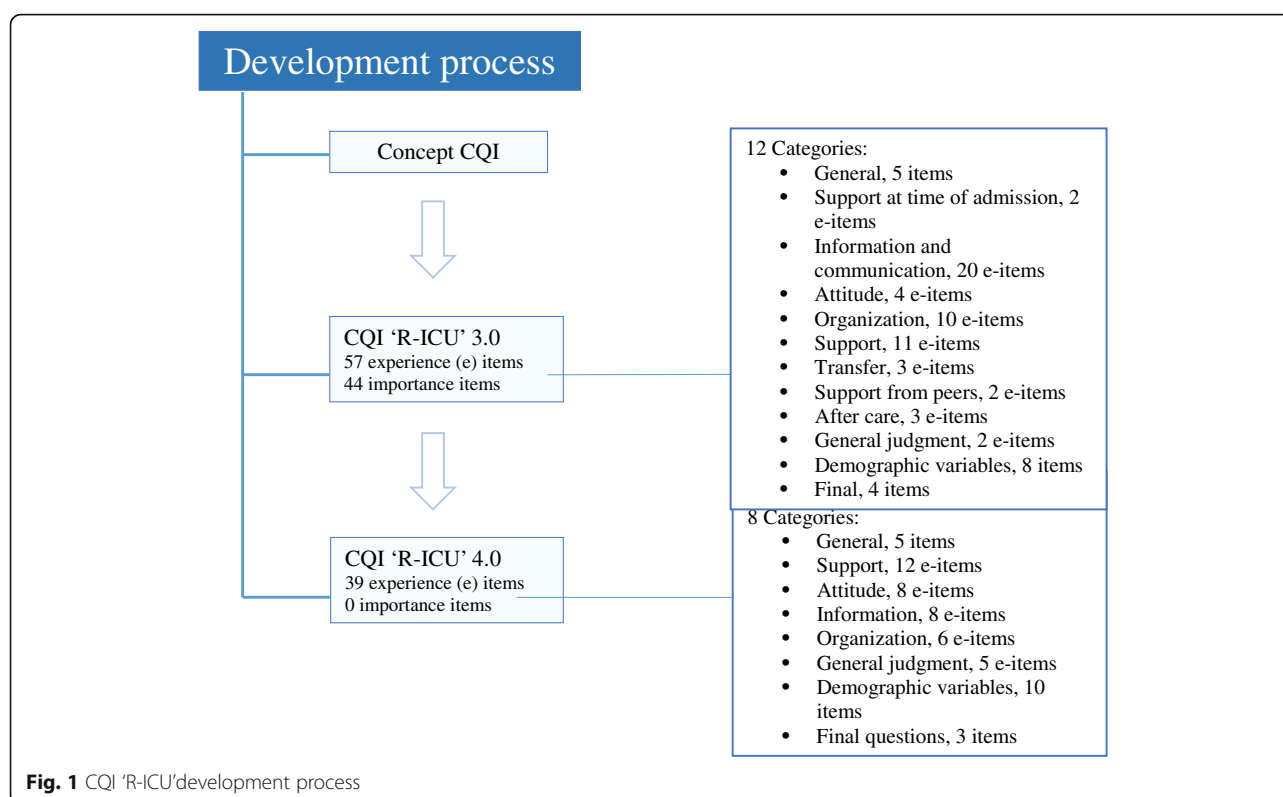 Development process
Concept CQI
CQI ‘R-ICU’ 3.0
57 experience (e) items
44 importance items
CQI ‘R-ICU’ 4.0
39 experience (e) items
0 importance items
12 Categories:
• General, 5 items
• Support at time of admission, 2
e-items
• Information and
communication, 20 e-items
• Attitude, 4 e-items
• Organization, 10 e-items
• Support, 11 e-items
• Transfer, 3 e-items
• Support from peers, 2 e-items
• After care, 3 e-items
• General judgment, 2 e-items
• Demographic variables, 8 items
• Final, 4 items
8 Categories:
• General, 5 items
• Support, 12 e-items
• Attitude, 8 e-items
• Information, 8 e-items
• Organization, 6 e-items
• General judgment, 5 e-items
• Demographic variables, 10
items
• Final questions, 3 items
Fig. 1 CQI ‘R-ICU’development process